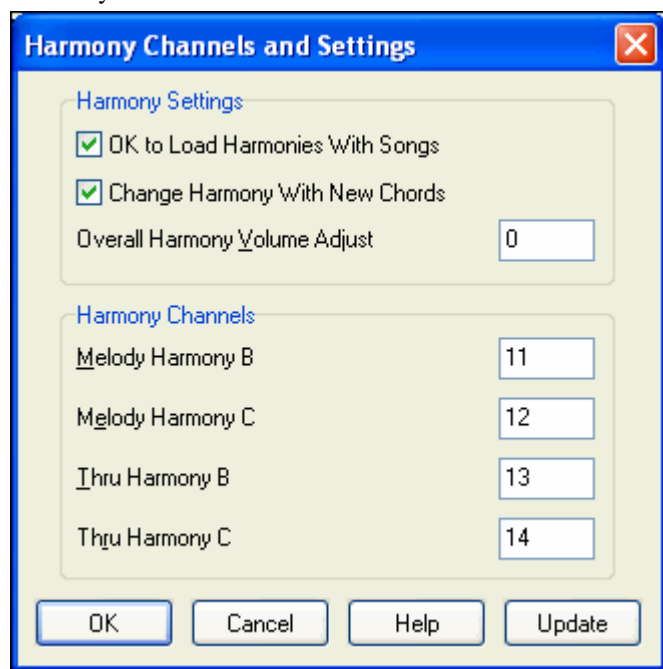 Harmony Channels and Settings
Harmony Settings
OK to Load Harmonies With Songs
Change Harmony With New Chords
Overall Harmony Volume Adjust 0
Harmony Channels
Melody Harmony B 11
Melody Harmony C 12
Thru Harmony B 13
Thru Harmony C 14
OK Cancel Help Update